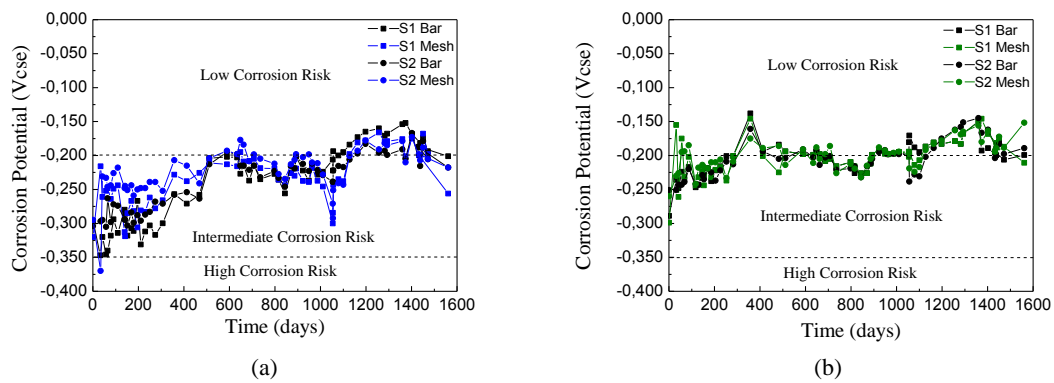 0,000
-0,050
-0,100
-0,150
-0,200
-0,250
-0,300
-0,350
-0,400
Corrosion Potential (Vcse)
S1 Bar
S1 Mesh
S2 Bar
S2 Mesh
Low Corrosion Risk
Intermediate Corrosion Risk
High Corrosion Risk
0 200 400 600 800 1000 1200 1400 1600
Time (days)
(a)
0,000
-0,050
-0,100
-0,150
-0,200
-0,250
-0,300
-0,350
-0,400
Corrosion Potential (Vcse)
S1 Bar
S1 Mesh
S2 Bar
S2 Mesh
Low Corrosion Risk
Intermediate Corrosion Risk
High Corrosion Risk
0 200 400 600 800 1000 1200 1400 1600
Time (days)
(b)